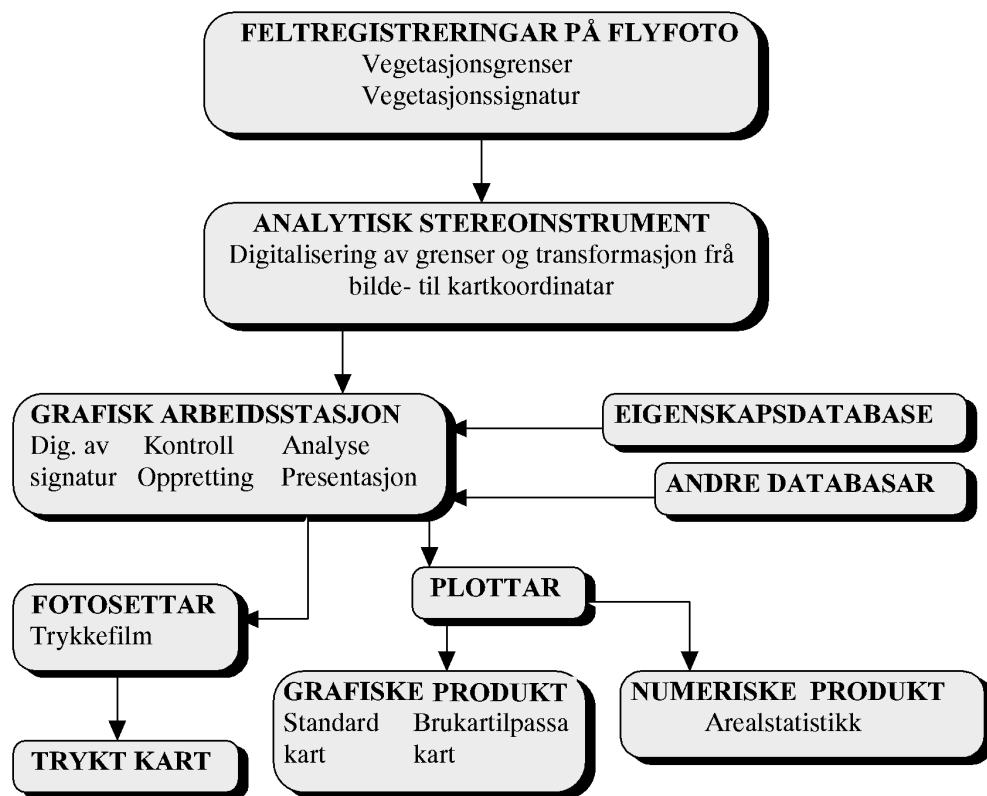 FELTREGISTRERINGAR PÅ FLYFOTO
Vegetasjonsgrenser
Vegetasjonssignatur
ANALYTISK STEREOINSTRUMENT
Digitalisering av grenser og transformasjon frå
bilde- til kartkoordinatar
GRAFISK ARBEIDSSTASJON
Dig. av Kontroll Analyse
signatur Oppretting Presentasjon
EIGENSKAPSDATABASE
ANDRE DATABASAR
FOTOSETTAR
Trykkefilm
TRYKT KART
PLOTTAR
GRAFISKE PRODUKT
Standard Brukartilpassa
kart kart
NUMERISKE PRODUKT
Arealstatistikk